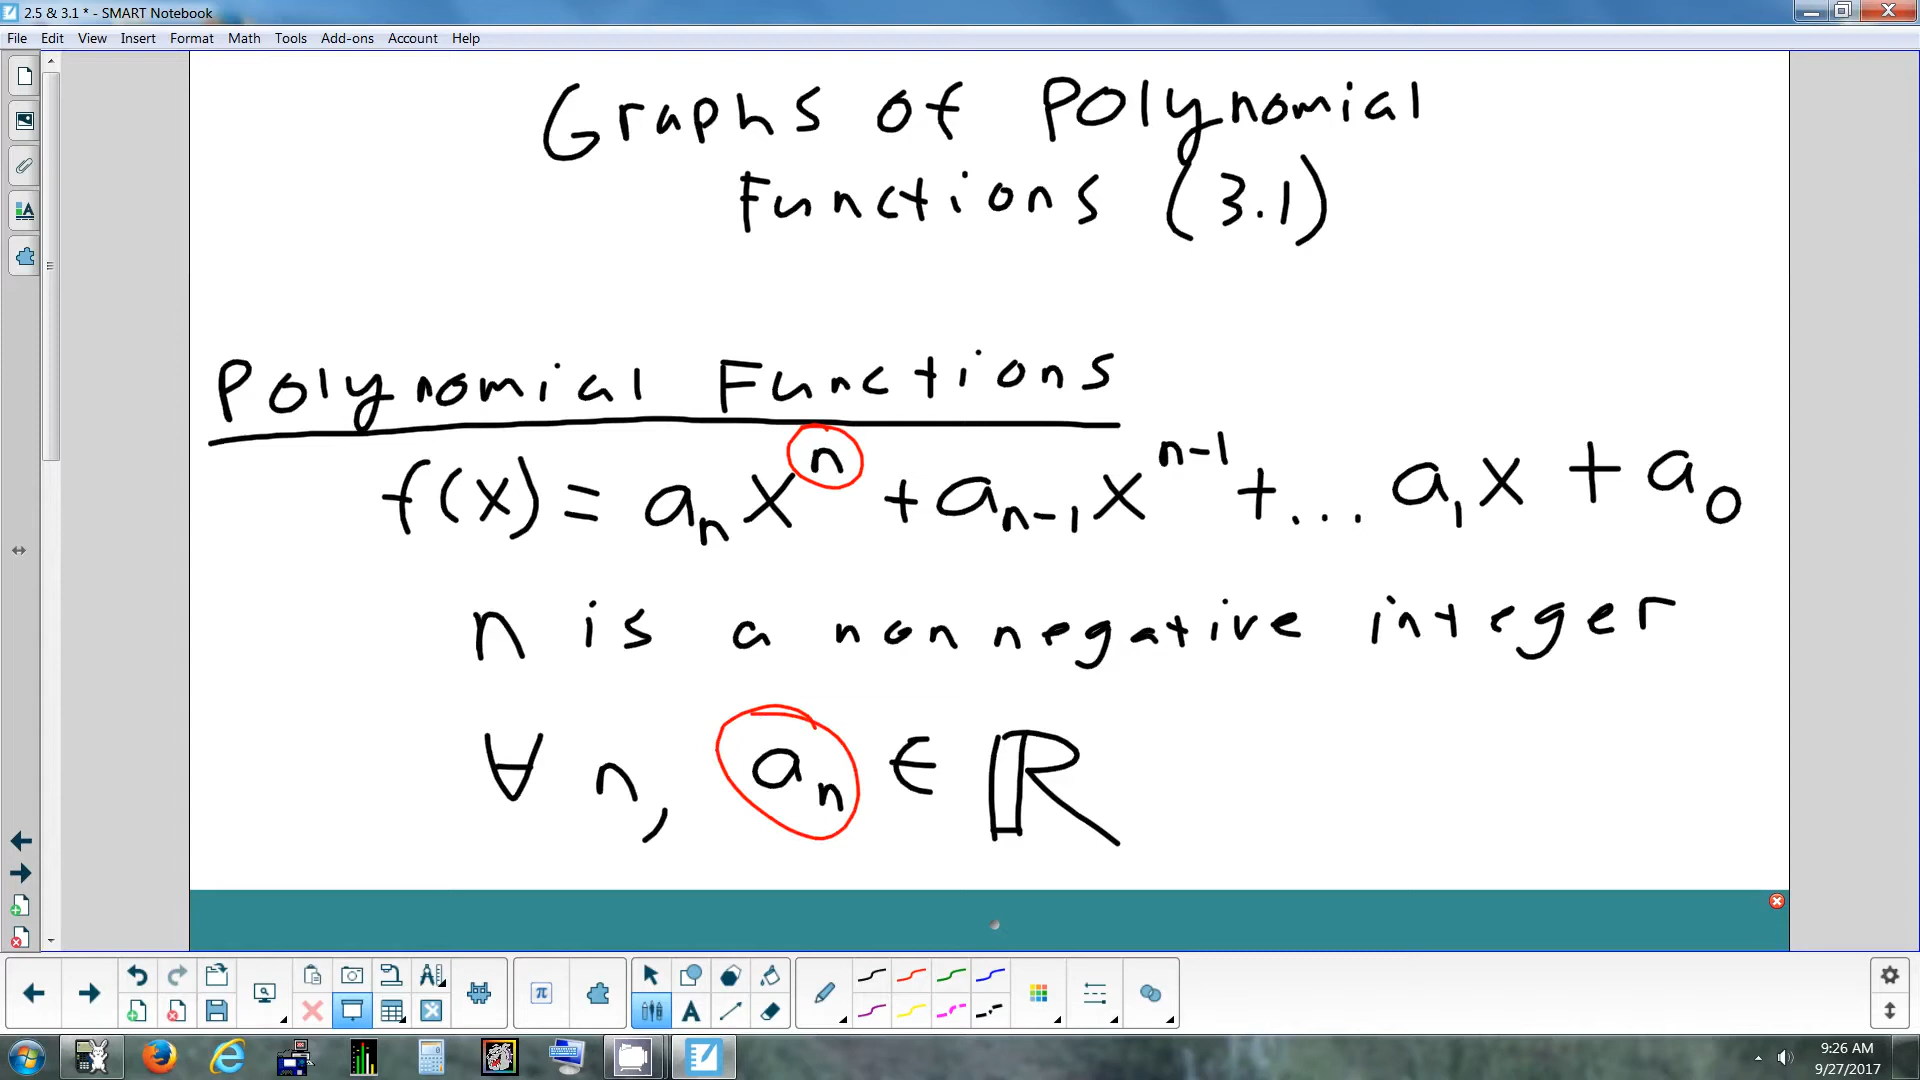 2.5 & 3.1 * - SMART Notebook
File Edit View Insert Format Math Tools Add-ons Account Help
Graphs of Polynomial
Functions (3.1)
Polynomial Functions
f(x) = aₙxⁿ + aₙ₋₁xⁿ⁻¹ + ... a₁x + a₀
n is a nonnegative integer
∀ n, aₙ ∈ ℝ
9:26 AM
9/27/2017